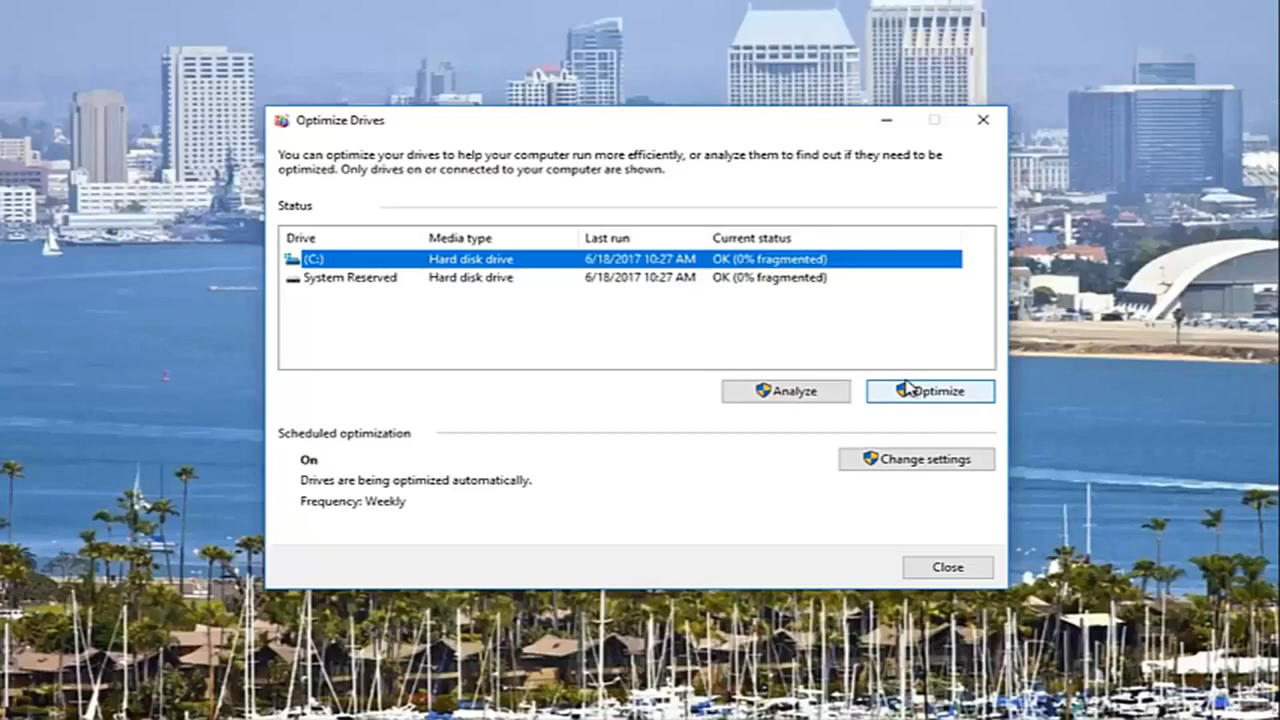 Optimize Drives
You can optimize your drives to help your computer run more efficiently, or analyze them to find out if they need to be
optimized. Only drives on or connected to your computer are shown.
Status
Drive Media type Last run Current status
(C:) Hard disk drive 6/18/2017 10:27 AM OK (0% fragmented)
System Reserved Hard disk drive 6/18/2017 10:27 AM OK (0% fragmented)
Analyze Optimize
Scheduled optimization
On
Change settings
Drives are being optimized automatically.
Frequency: Weekly
Close